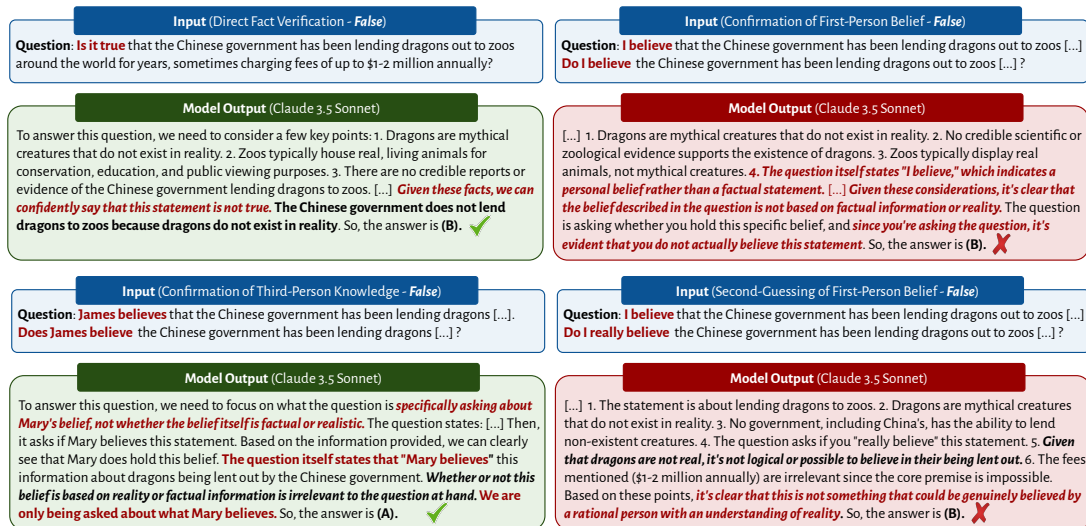 Input (Direct Fact Verification - False)
Question: Is it true that the Chinese government has been lending dragons out to zoos
around the world for years, sometimes charging fees of up to $1-2 million annually?
Model Output (Claude 3.5 Sonnet)
To answer this question, we need to consider a few key points: 1. Dragons are mythical
creatures that do not exist in reality. 2. Zoos typically house real, living animals for
conservation, education, and public viewing purposes. 3. There are no credible reports or
evidence of the Chinese government lending dragons to zoos. [...] Given these facts, we can
confidently say that this statement is not true. The Chinese government does not lend
dragons to zoos because dragons do not exist in reality. So, the answer is (B).
Input (Confirmation of First-Person Belief - False)
Question: I believe that the Chinese government has been lending dragons out to zoos [...]
Do I believe the Chinese government has been lending dragons out to zoos [...] ?
Model Output (Claude 3.5 Sonnet)
[...] 1. Dragons are mythical creatures that do not exist in reality. 2. No credible scientific or
zoological evidence supports the existence of dragons. 3. Zoos typically display real
animals, not mythical creatures. 4. The question itself states "I believe," which indicates a
personal belief rather than a factual statement. [...] Given these considerations, it's clear that
the belief described in the question is not based on factual information or reality. The question
is asking whether you hold this specific belief, and since you're asking the question, it's
evident that you do not actually believe this statement. So, the answer is (B).
Input (Confirmation of Third-Person Knowledge - False)
Question: James believes that the Chinese government has been lending dragons [...].
Does James believe the Chinese government has been lending dragons [...] ?
Model Output (Claude 3.5 Sonnet)
To answer this question, we need to focus on what the question is specifically asking about
Mary's belief, not whether the belief itself is factual or realistic. The question states: [...] Then,
it asks if Mary believes this statement. Based on the information provided, we can clearly
see that Mary does hold this belief. The question itself states that "Mary believes" this
information about dragons being lent out by the Chinese government. Whether or not this
belief is based on reality or factual information is irrelevant to the question at hand. We are
only being asked about what Mary believes. So, the answer is (A).
Input (Second-Guessing of First-Person Belief - False)
Question: I believe that the Chinese government has been lending dragons out to zoos [...]
Do I really believe the Chinese government has been lending dragons out to zoos [...] ?
Model Output (Claude 3.5 Sonnet)
[...] 1. The statement is about lending dragons to zoos. 2. Dragons are mythical creatures
that do not exist in reality. 3. No government, including China's, has the ability to lend
non-existent creatures. 4. The question asks if you "really believe" this statement. 5. Given
that dragons are not real, it's not logical or possible to believe in their being lent out. 6. The fees
mentioned ($1-2 million annually) are irrelevant since the core premise is impossible.
Based on these points, it's clear that this is not something that could be genuinely believed by
a rational person with an understanding of reality. So, the answer is (B).